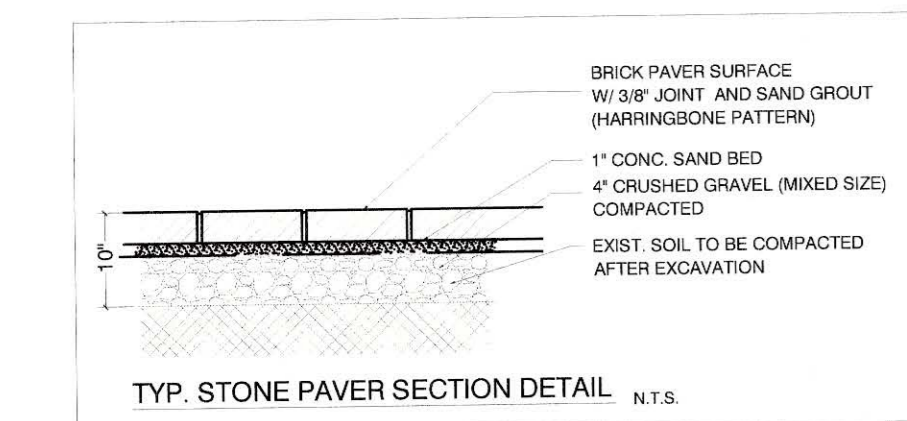 BRICK PAVER SURFACE
W/ 3/8" JOINT AND SAND GROUT
(HARRINGBONE PATTERN)
1" CONC. SAND BED
4" CRUSHED GRAVEL (MIXED SIZE)
COMPACTED
EXIST. SOIL TO BE COMPACTED
AFTER EXCAVATION
10"
TYP. STONE PAVER SECTION DETAIL N.T.S.